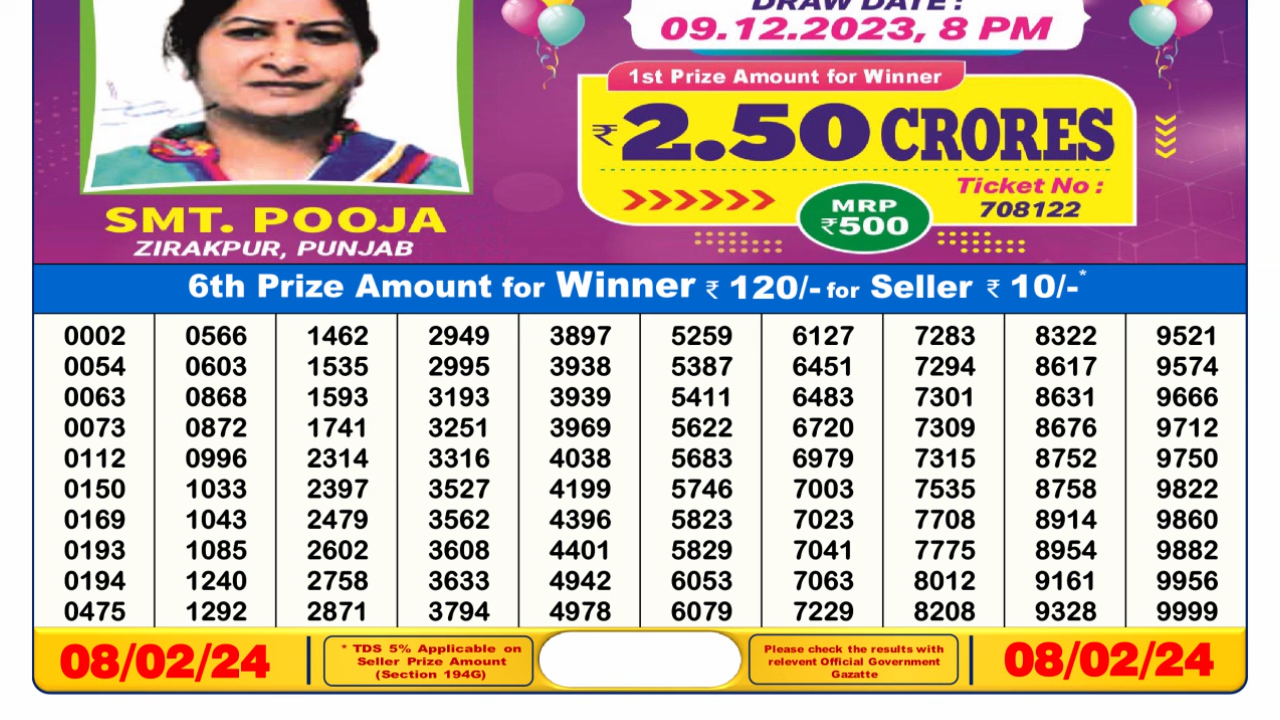 DRAW DATE :
09.12.2023, 8 PM
1st Prize Amount for Winner
₹2.50 CRORES
Ticket No :
708122
MRP
₹500
SMT. POOJA
ZIRAKPUR, PUNJAB
6th Prize Amount for Winner ₹ 120/- for Seller ₹ 10/-*
0002 0566 1462 2949 3897 5259 6127 7283 8322 9521
0054 0603 1535 2995 3938 5387 6451 7294 8617 9574
0063 0868 1593 3193 3939 5411 6483 7301 8631 9666
0073 0872 1741 3251 3969 5622 6720 7309 8676 9712
0112 0996 2314 3316 4038 5683 6979 7315 8752 9750
0150 1033 2397 3527 4199 5746 7003 7535 8758 9822
0169 1043 2479 3562 4396 5823 7023 7708 8914 9860
0193 1085 2602 3608 4401 5829 7041 7775 8954 9882
0194 1240 2758 3633 4942 6053 7063 8012 9161 9956
0475 1292 2871 3794 4978 6079 7229 8208 9328 9999
08/02/24
* TDS 5% Applicable on
Seller Prize Amount
(Section 194G)
Please check the results with
relevent Official Government
Gazatte
08/02/24